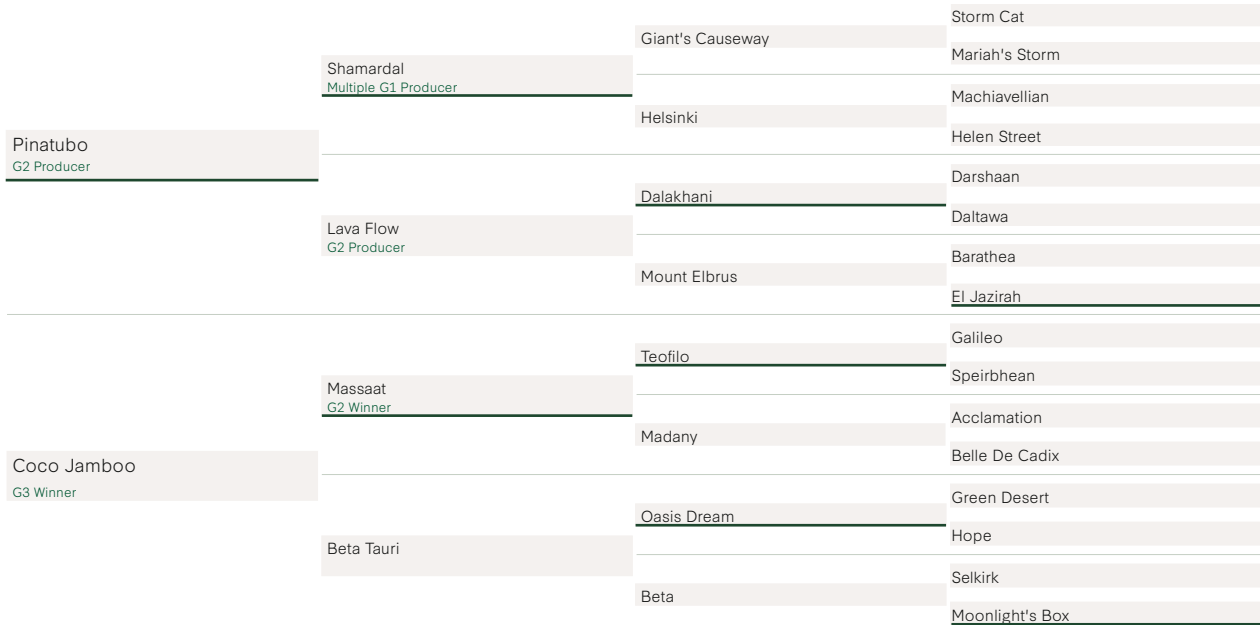 Pinatubo
G2 Producer
Coco Jamboo
G3 Winner
Shamardal
Multiple G1 Producer
Lava Flow
G2 Producer
Massaat
G2 Winner
Beta Tauri
Giant's Causeway
Helsinki
Dalakhani
Mount Elbrus
Teofilo
Madany
Oasis Dream
Beta
Storm Cat
Mariah's Storm
Machiavellian
Helen Street
Darshaan
Daltawa
Barathea
El Jazirah
Galileo
Speirbhean
Acclamation
Belle De Cadix
Green Desert
Hope
Selkirk
Moonlight's Box